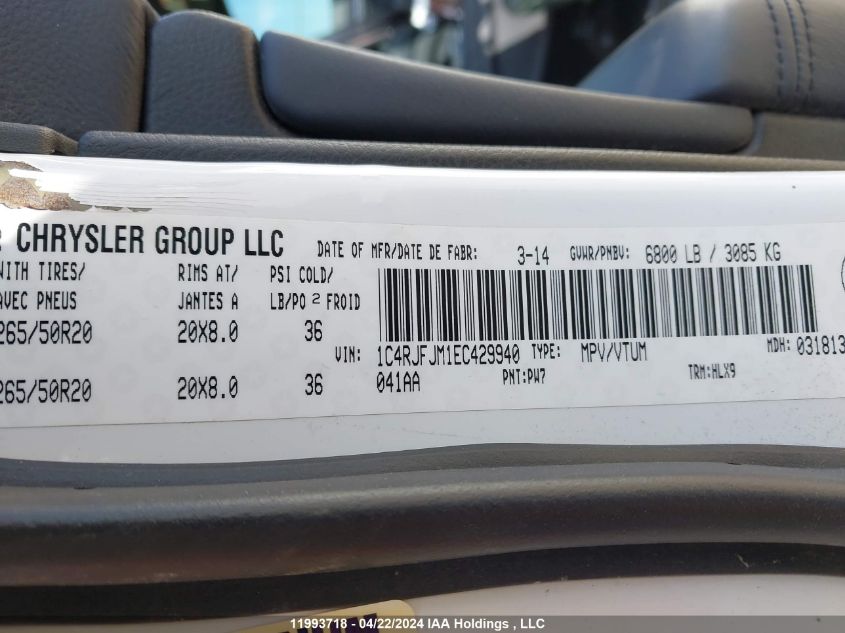 CHRYSLER GROUP LLC DATE OF MFR/DATE DE FABR: 3-14 GVWR/PNBV: 6800 LB / 3085 KG
WITH TIRES/ RIMS AT/ PSI COLD/
AVEC PNEUS JANTES A LB/PO 2 FROID
265/50R20 20X8.0 36
VIN: 1C4RJFJM1EC429940 TYPE: MPV/VTUM MDH: 031813
265/50R20 20X8.0 36 041AA PNT:PW7 TRM:HLX9
11993718 - 04/22/2024 IAA Holdings , LLC